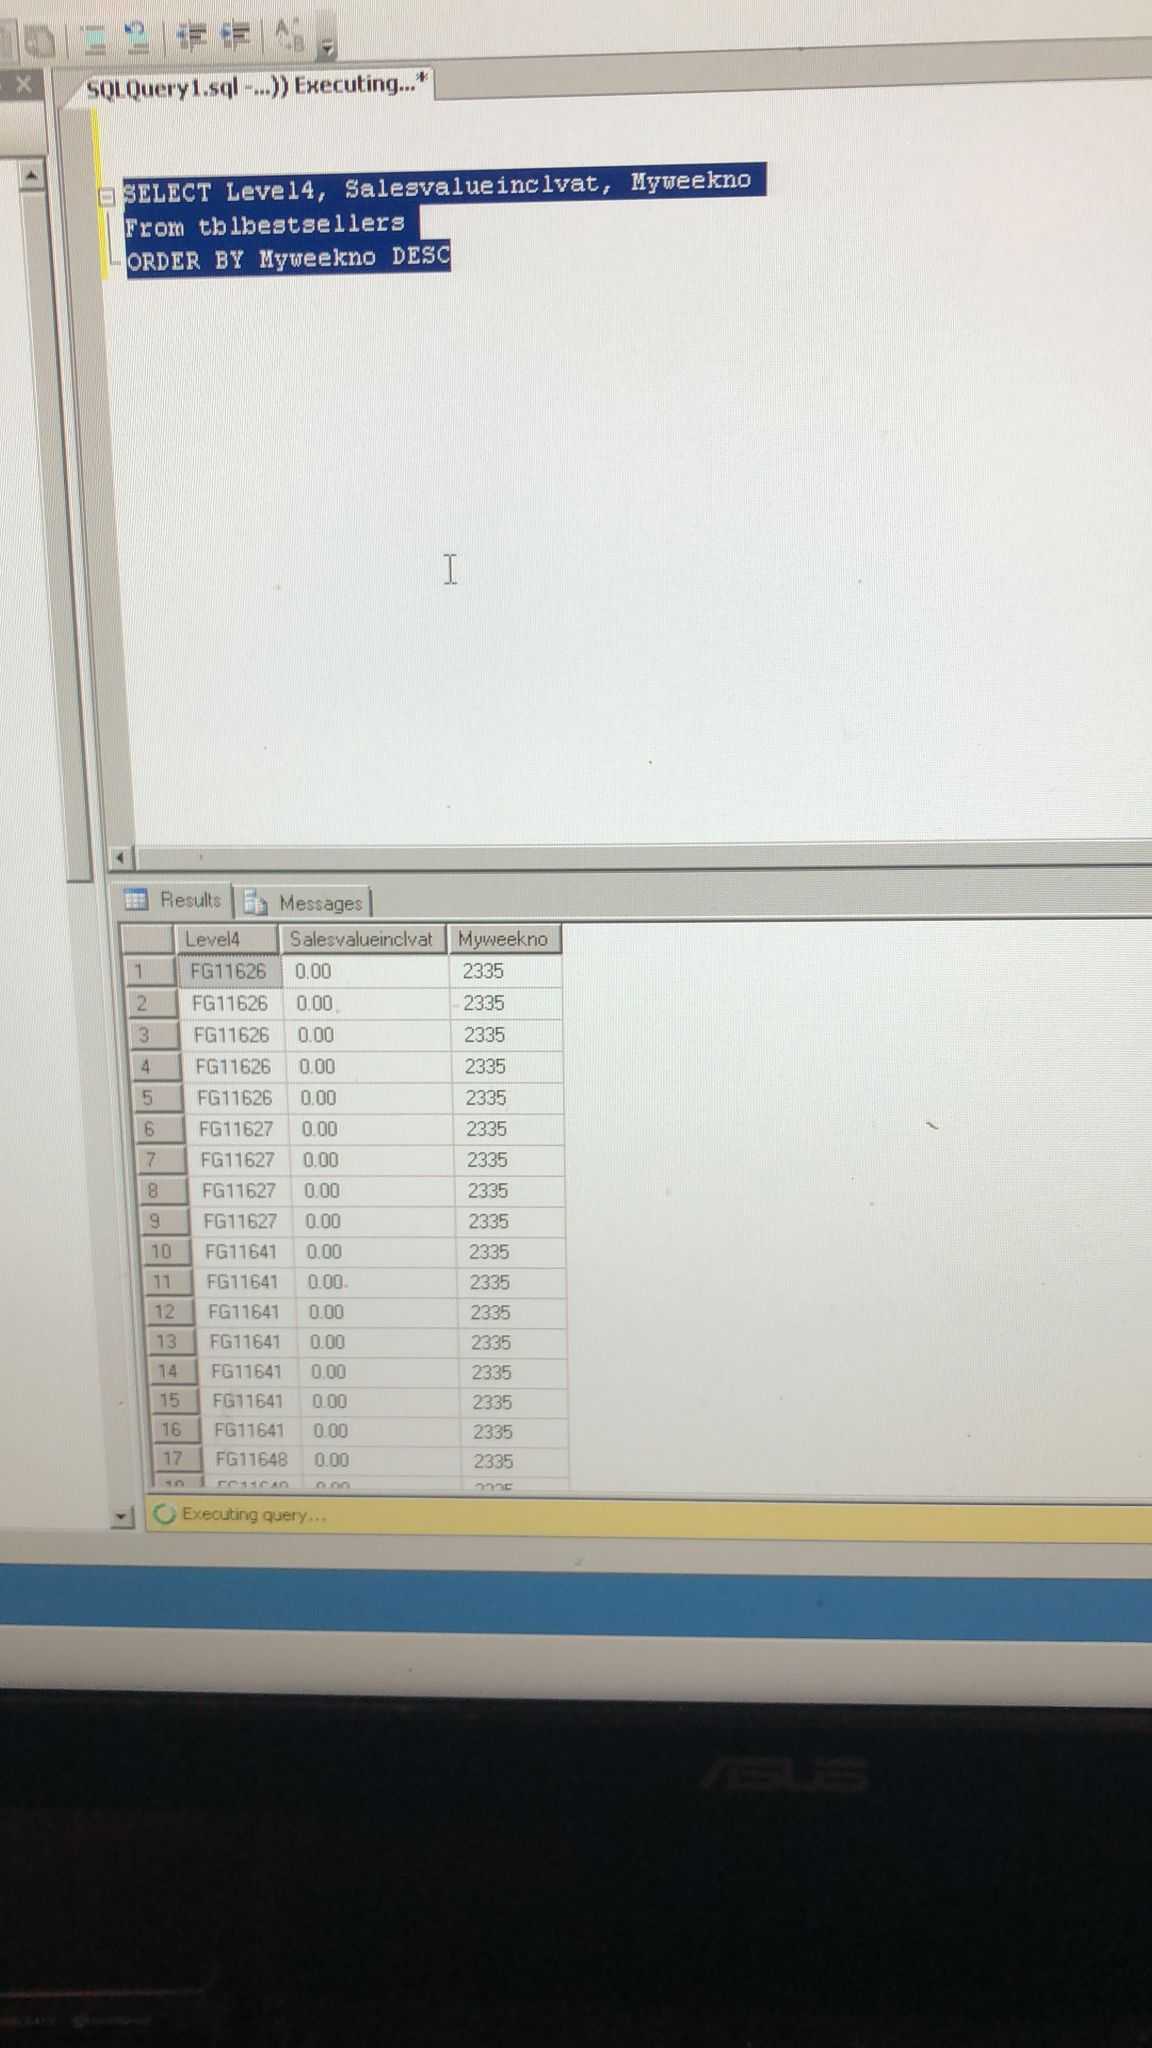 SQLQuery1.sql -...)) Executing...*
SELECT Level4, Salesvalueinclvat, Myweekno
From tblbestsellers
ORDER BY Myweekno DESC
Results Messages
Level4 Salesvalueinclvat Myweekno
1 FG11626 0.00 2335
2 FG11626 0.00 2335
3 FG11626 0.00 2335
4 FG11626 0.00 2335
5 FG11626 0.00 2335
6 FG11627 0.00 2335
7 FG11627 0.00 2335
8 FG11627 0.00 2335
9 FG11627 0.00 2335
10 FG11641 0.00 2335
11 FG11641 0.00 2335
12 FG11641 0.00 2335
13 FG11641 0.00 2335
14 FG11641 0.00 2335
15 FG11641 0.00 2335
16 FG11641 0.00 2335
17 FG11648 0.00 2335
Executing query...
ASUS